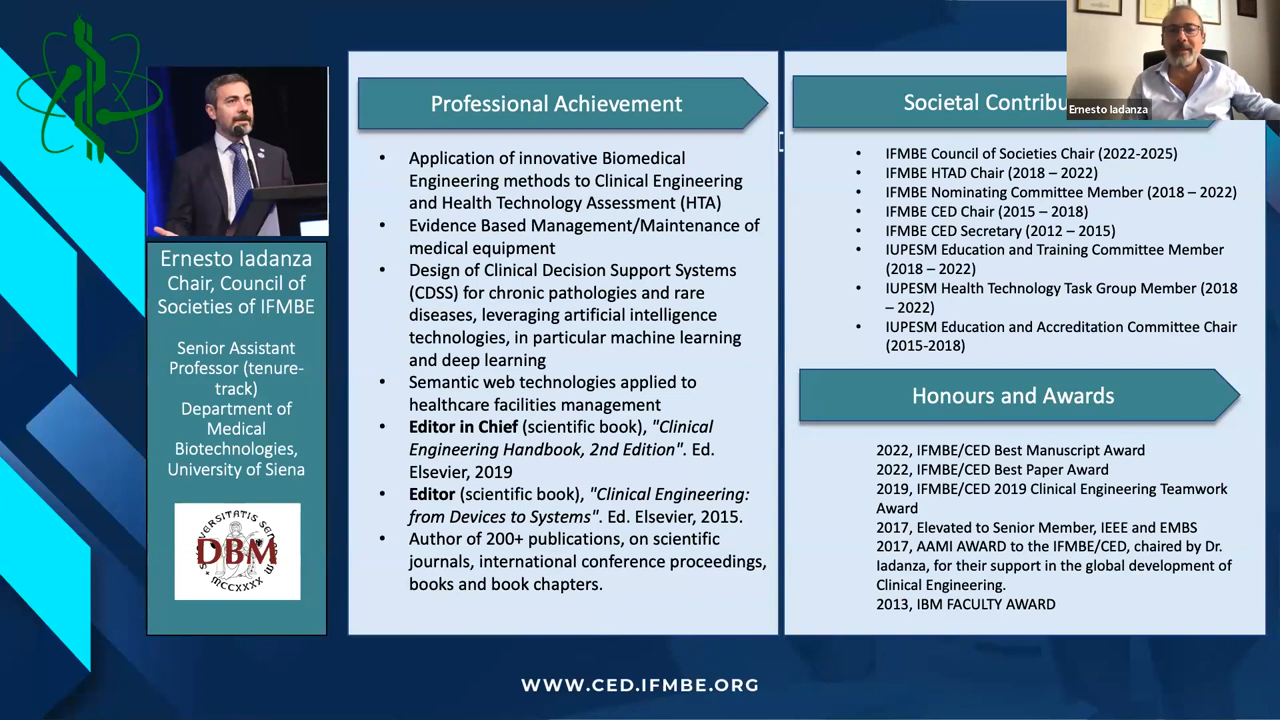 Ernesto Iadanza
Chair, Council of
Societies of IFMBE
Senior Assistant
Professor (tenure-
track)
Department of
Medical
Biotechnologies,
University of Siena
DBM
MCCXXXX
Professional Achievement
• Application of innovative Biomedical
Engineering methods to Clinical Engineering
and Health Technology Assessment (HTA)
• Evidence Based Management/Maintenance of
medical equipment
• Design of Clinical Decision Support Systems
(CDSS) for chronic pathologies and rare
diseases, leveraging artificial intelligence
technologies, in particular machine learning
and deep learning
• Semantic web technologies applied to
healthcare facilities management
• Editor in Chief (scientific book), "Clinical
Engineering Handbook, 2nd Edition". Ed.
Elsevier, 2019
• Editor (scientific book), "Clinical Engineering:
from Devices to Systems". Ed. Elsevier, 2015.
• Author of 200+ publications, on scientific
journals, international conference proceedings,
books and book chapters.
Societal Contribu
Ernesto Iadanza
• IFMBE Council of Societies Chair (2022-2025)
• IFMBE HTAD Chair (2018 – 2022)
• IFMBE Nominating Committee Member (2018 – 2022)
• IFMBE CED Chair (2015 – 2018)
• IFMBE CED Secretary (2012 – 2015)
• IUPESM Education and Training Committee Member
(2018 – 2022)
• IUPESM Health Technology Task Group Member (2018
– 2022)
• IUPESM Education and Accreditation Committee Chair
(2015-2018)
Honours and Awards
2022, IFMBE/CED Best Manuscript Award
2022, IFMBE/CED Best Paper Award
2019, IFMBE/CED 2019 Clinical Engineering Teamwork
Award
2017, Elevated to Senior Member, IEEE and EMBS
2017, AAMI AWARD to the IFMBE/CED, chaired by Dr.
Iadanza, for their support in the global development of
Clinical Engineering.
2013, IBM FACULTY AWARD
WWW.CED.IFMBE.ORG